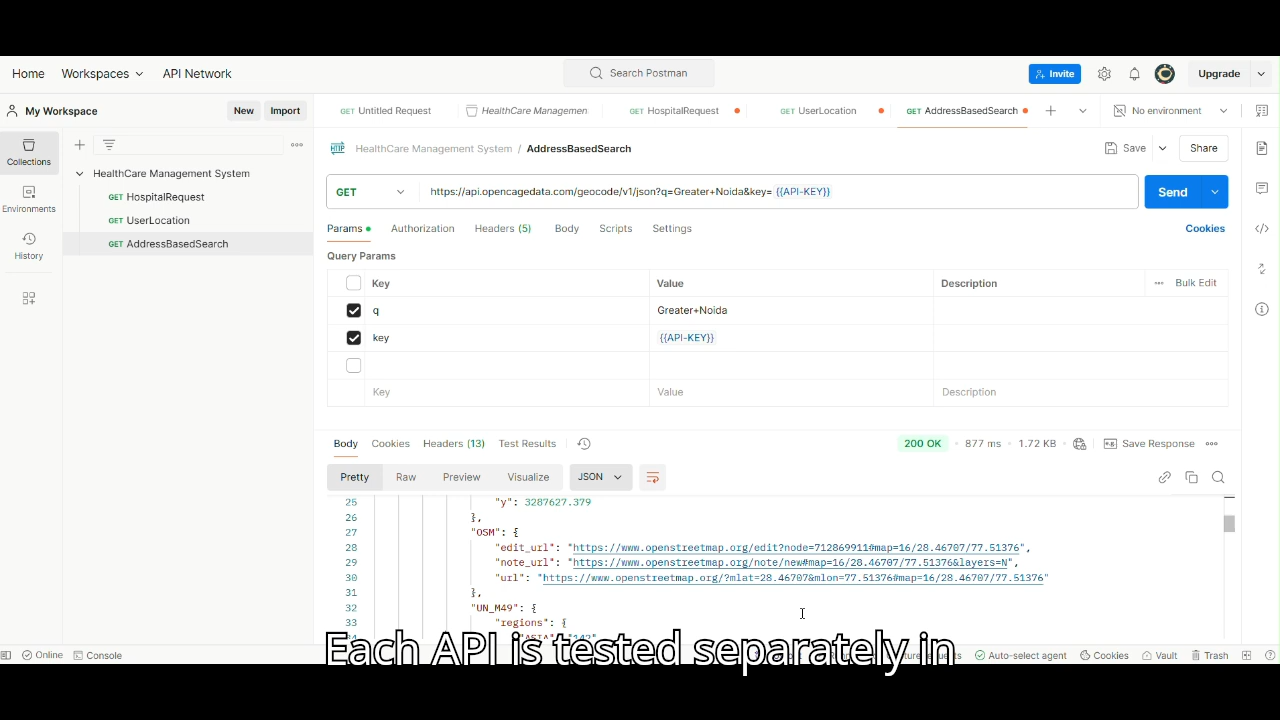 Home Workspaces API Network Search Postman Invite Upgrade
My Workspace New Import GET Untitled Request HealthCare Managemen GET HospitalRequest GET UserLocation GET AddressBasedSearch No environment
Collections
HealthCare Management System / AddressBasedSearch Save Share
HealthCare Management System
GET HospitalRequest
GET UserLocation
GET AddressBasedSearch
Environments
History
GET https://api.opencagedata.com/geocode/v1/json?q=Greater+Noida&key= {{API-KEY}} Send
Params Authorization Headers (5) Body Scripts Settings Cookies
Query Params
Key Value Description Bulk Edit
q Greater+Noida
key {{API-KEY}}
Key Value Description
Body Cookies Headers (13) Test Results 200 OK 877 ms 1.72 KB e.g. Save Response
Pretty Raw Preview Visualize JSON
25 "y": 3287627.379
26 },
27 "OSM": {
28 "edit_url": "https://www.openstreetmap.org/edit?node=712869911#map=16/28.46707/77.51376",
29 "note_url": "https://www.openstreetmap.org/note/new#map=16/28.46707/77.51376&layers=N",
30 "url": "https://www.openstreetmap.org/?mlat=28.46707&mlon=77.51376#map=16/28.46707/77.51376"
31 },
32 "UN_M49": {
33 "regions": {
Each API is tested separately in
Online Console Auto-select agent Cookies Vault Trash